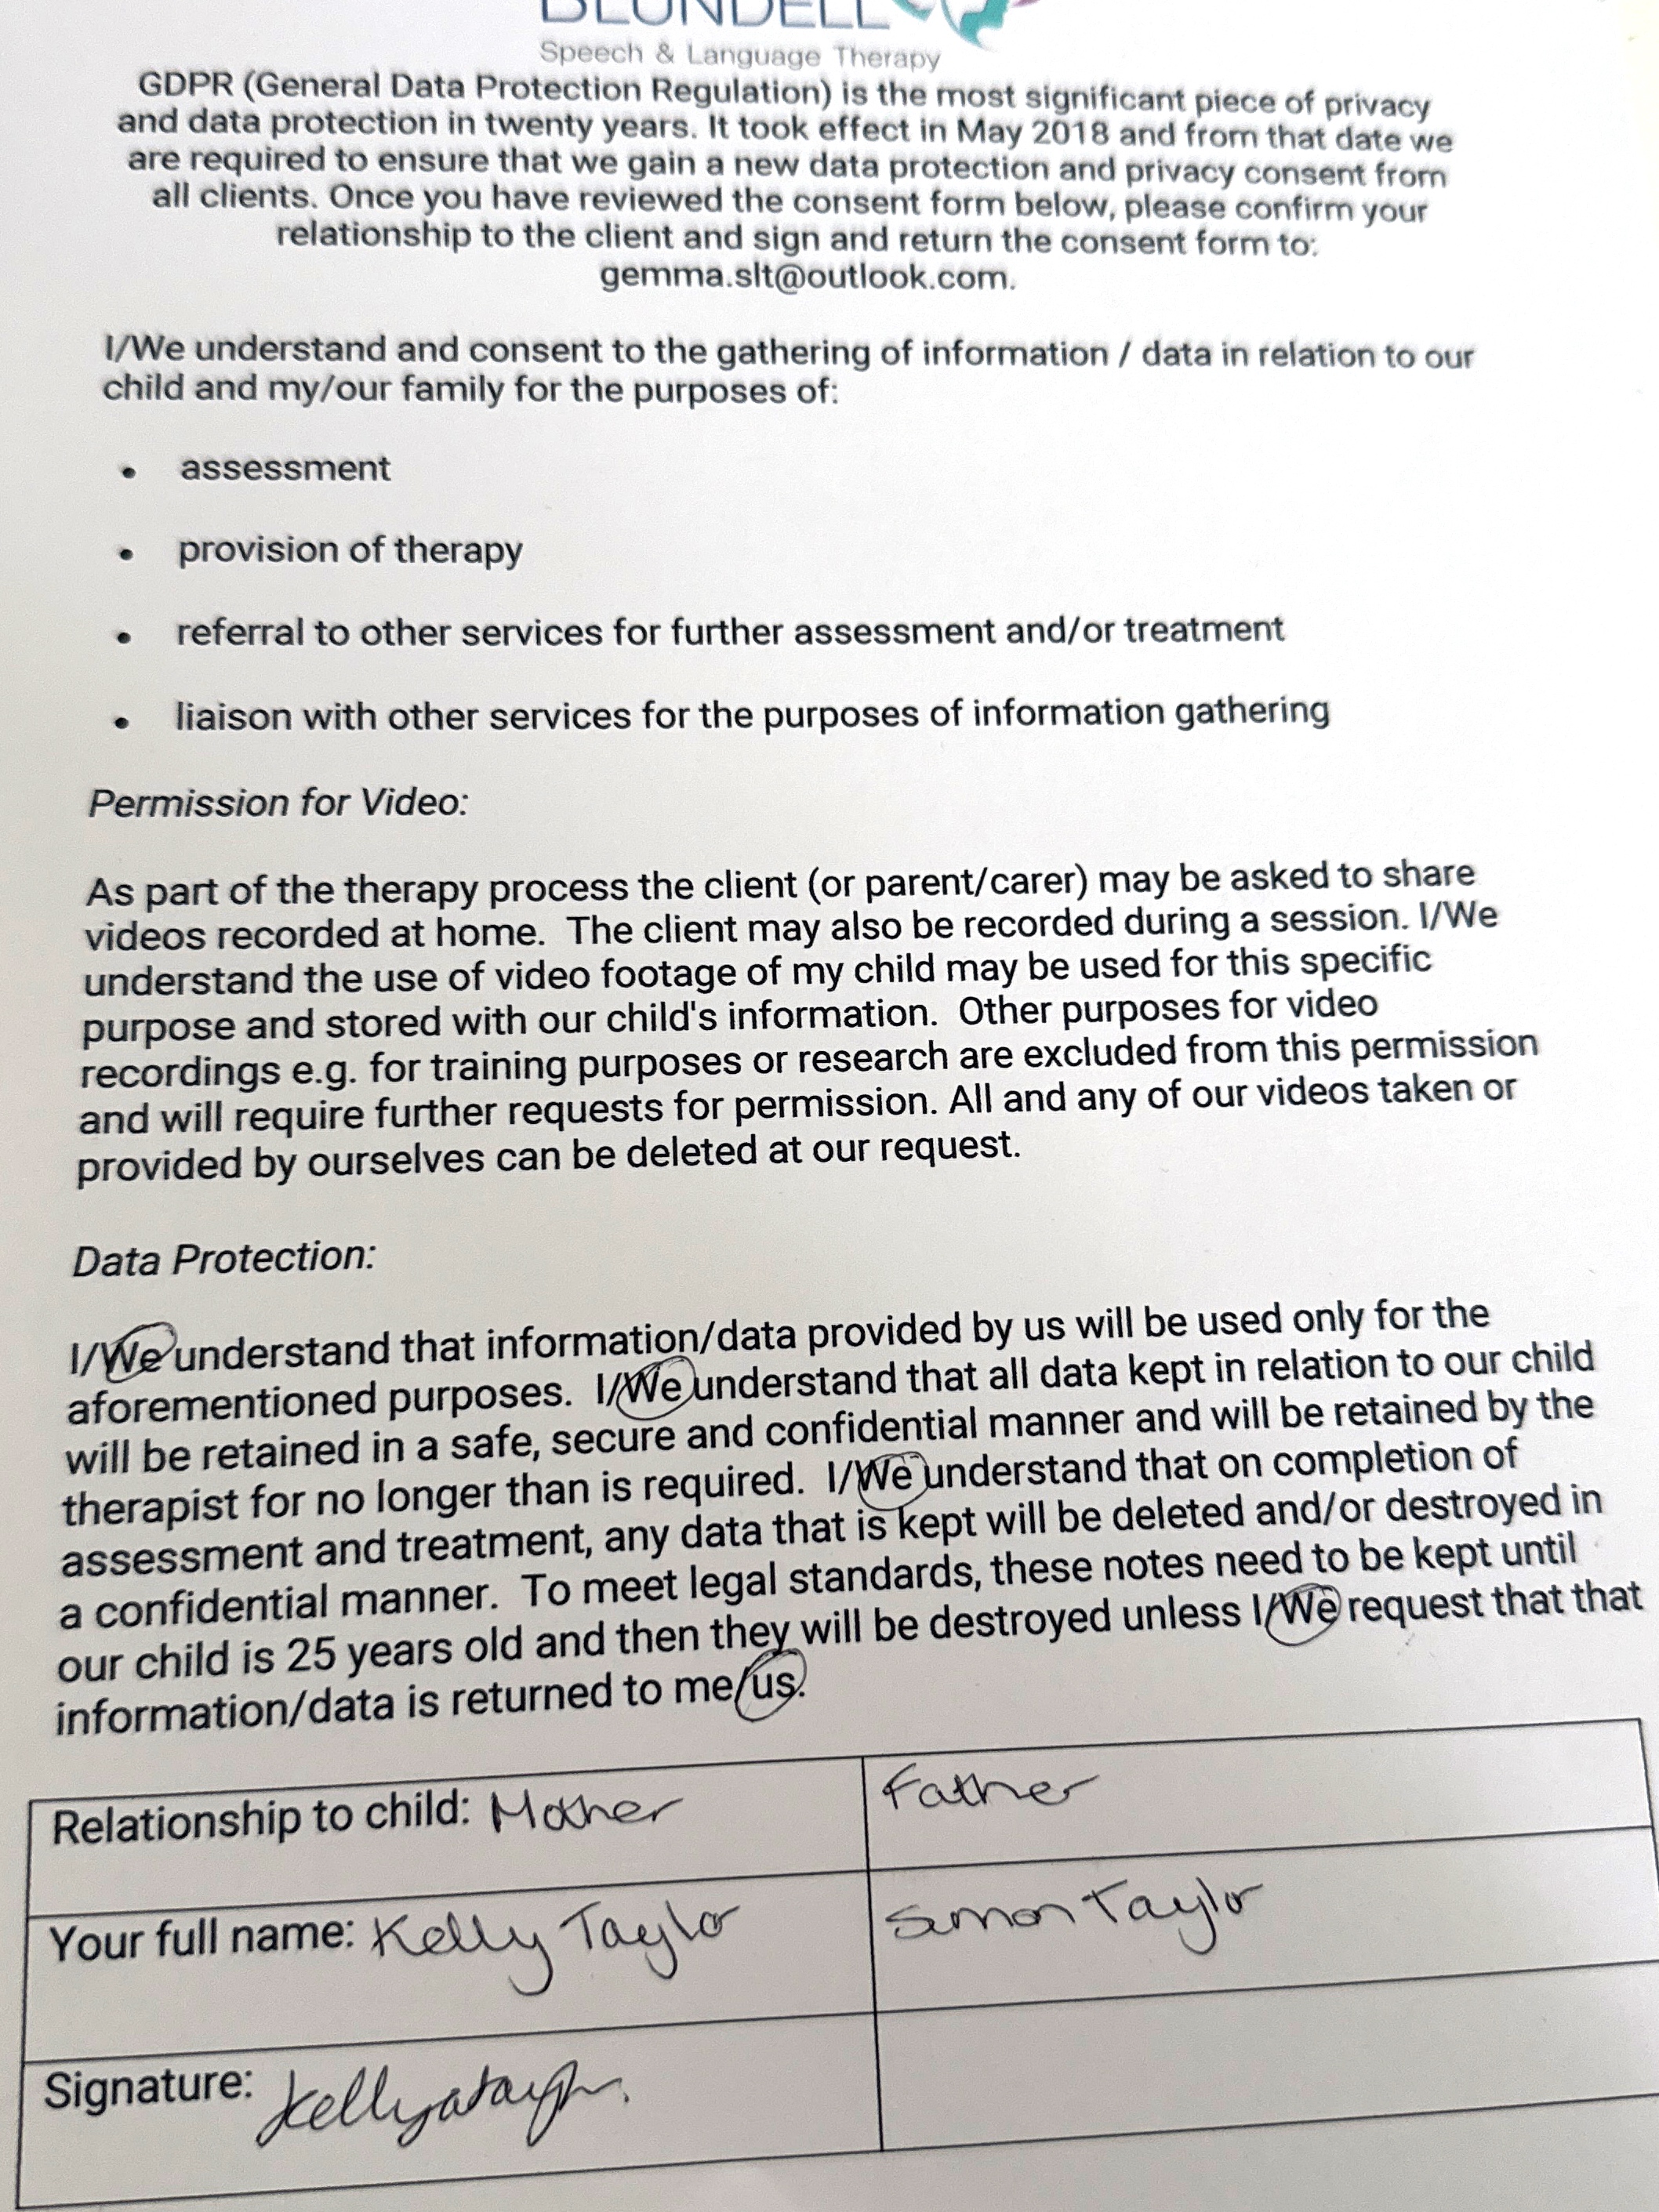 BLUNDELL
Speech & Language Therapy
GDPR (General Data Protection Regulation) is the most significant piece of privacy
and data protection in twenty years. It took effect in May 2018 and from that date we
are required to ensure that we gain a new data protection and privacy consent from
all clients. Once you have reviewed the consent form below, please confirm your
relationship to the client and sign and return the consent form to:
gemma.slt@outlook.com.
I/We understand and consent to the gathering of information / data in relation to our
child and my/our family for the purposes of:
• assessment
• provision of therapy
• referral to other services for further assessment and/or treatment
• liaison with other services for the purposes of information gathering
Permission for Video:
As part of the therapy process the client (or parent/carer) may be asked to share
videos recorded at home. The client may also be recorded during a session. I/We
understand the use of video footage of my child may be used for this specific
purpose and stored with our child's information. Other purposes for video
recordings e.g. for training purposes or research are excluded from this permission
and will require further requests for permission. All and any of our videos taken or
provided by ourselves can be deleted at our request.
Data Protection:
I/We understand that information/data provided by us will be used only for the
aforementioned purposes. I/We understand that all data kept in relation to our child
will be retained in a safe, secure and confidential manner and will be retained by the
therapist for no longer than is required. I/We understand that on completion of
assessment and treatment, any data that is kept will be deleted and/or destroyed in
a confidential manner. To meet legal standards, these notes need to be kept until
our child is 25 years old and then they will be destroyed unless I/We request that that
information/data is returned to me/us.
Relationship to child: Mother Father
Your full name: Kelly Taylor Simon Taylor
Signature: